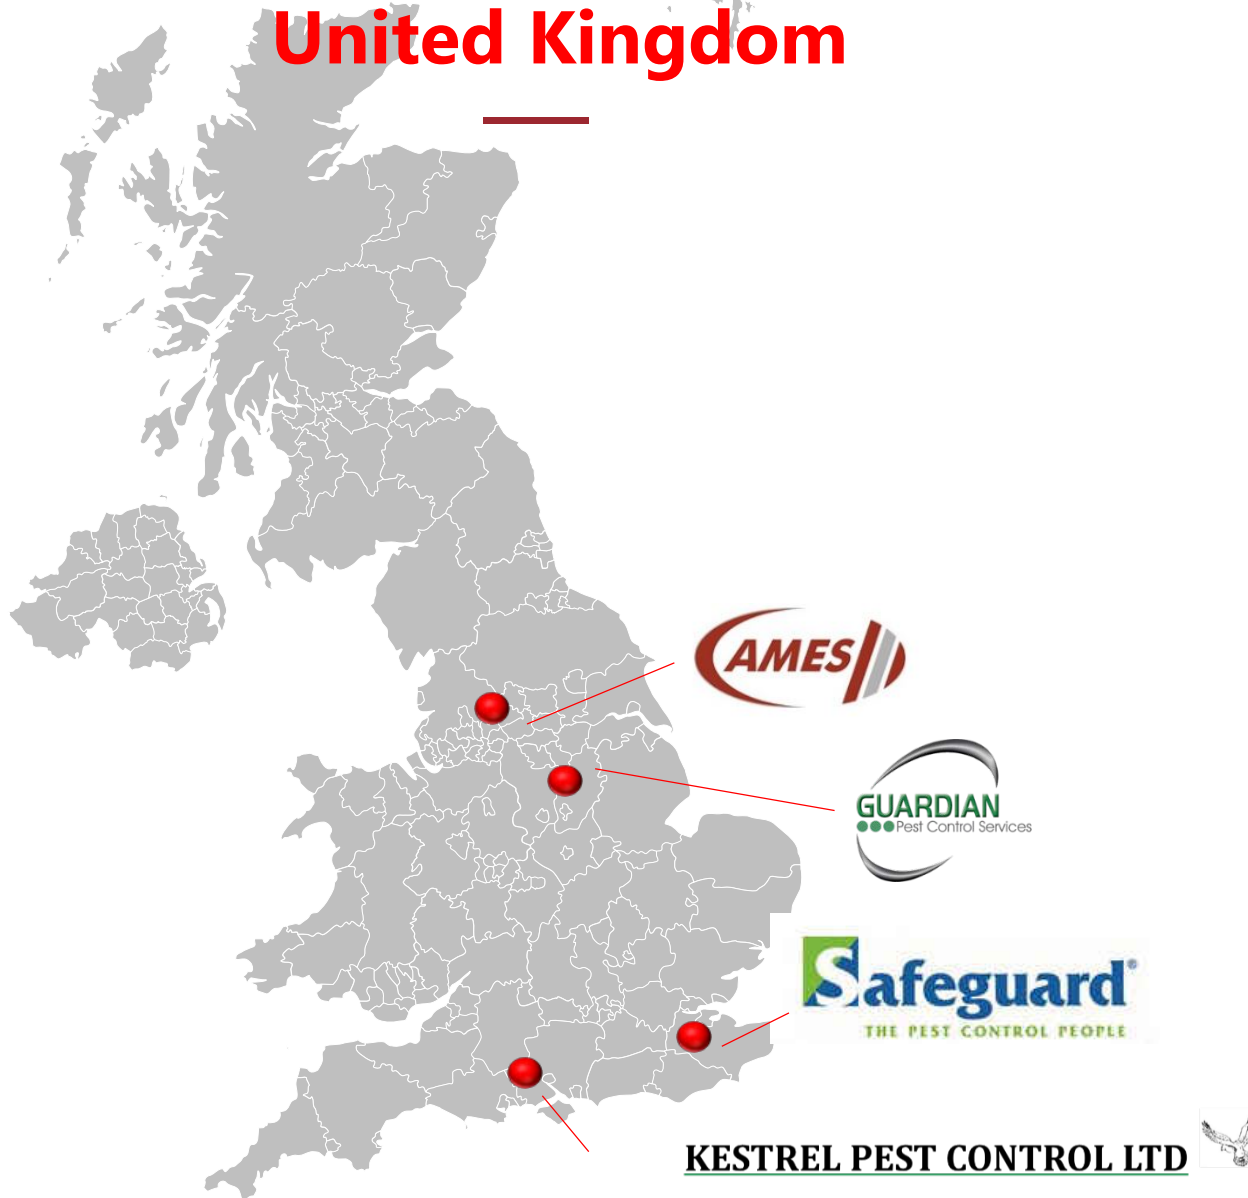 United Kingdom
AMES
GUARDIAN
Pest Control Services
Safeguard®
THE PEST CONTROL PEOPLE
KESTREL PEST CONTROL LTD